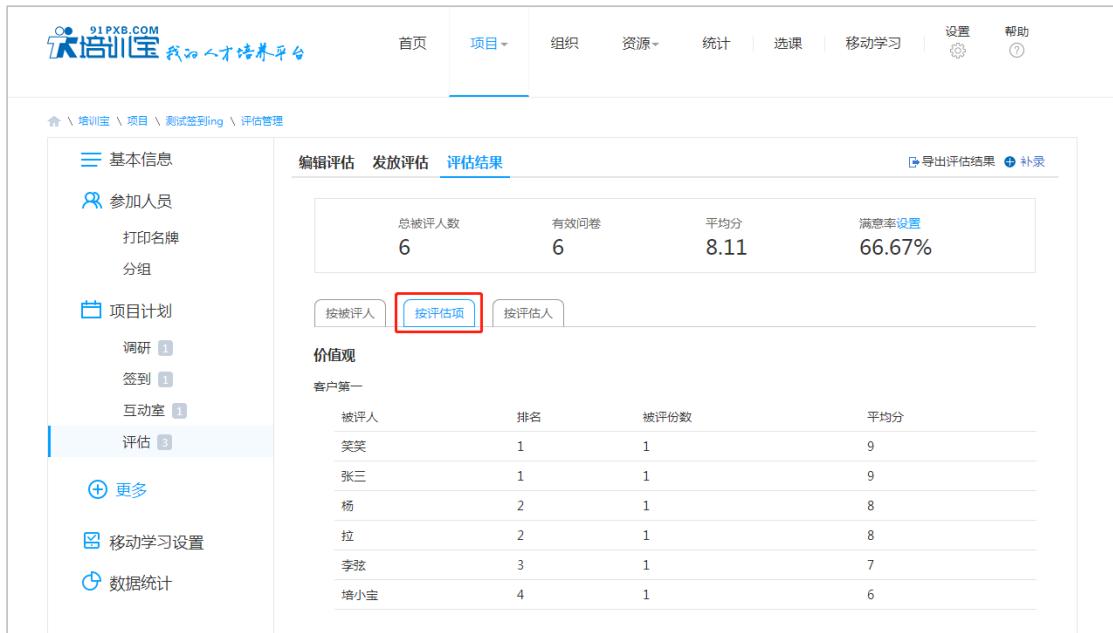 91PXB.COM
培训宝 我的人才培养平台
首页 项目 组织 资源 统计 选课 移动学习 设置 帮助
\ 培训宝 \ 项目 \ 测试签到ing \ 评估管理
基本信息
参加人员
打印名牌
分组
项目计划
调研 1
签到 1
互动室 1
评估 3
更多
移动学习设置
数据统计
编辑评估 发放评估 评估结果 导出评估结果 补录
总被评人数 有效问卷 平均分 满意率设置
6 6 8.11 66.67%
按被评人 按评估项 按评估人
价值观
客户第一
被评人 排名 被评份数 平均分
笑笑 1 1 9
张三 1 1 9
杨 2 1 8
拉 2 1 8
李弦 3 1 7
培小宝 4 1 6